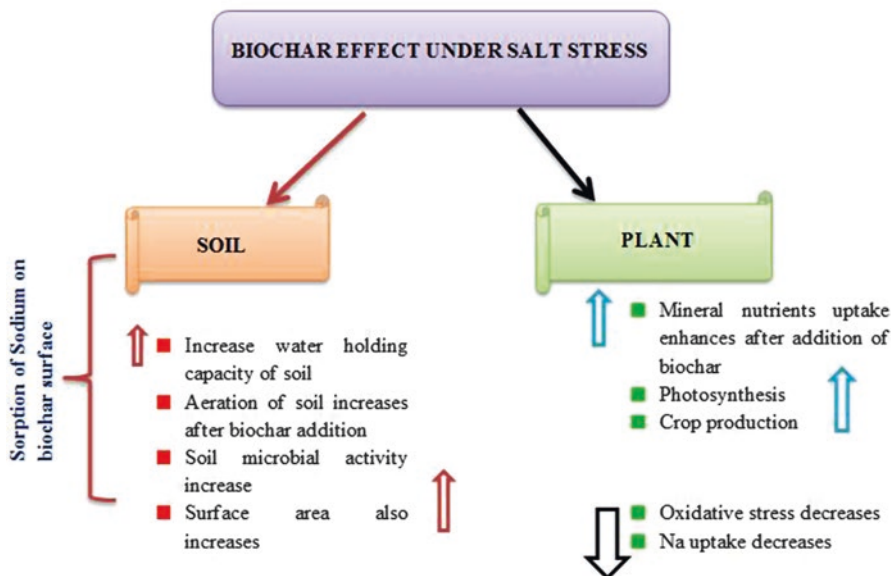 BIOCHAR EFFECT UNDER SALT STRESS
SOIL
PLANT
Sorption of Sodium on
biochar surface
Increase water holding
capacity of soil
Aeration of soil increases
after biochar addition
Soil microbial activity
increase
Surface area also
increases
Mineral nutrients uptake
enhances after addition of
biochar
Photosynthesis
Crop production
Oxidative stress decreases
Na uptake decreases